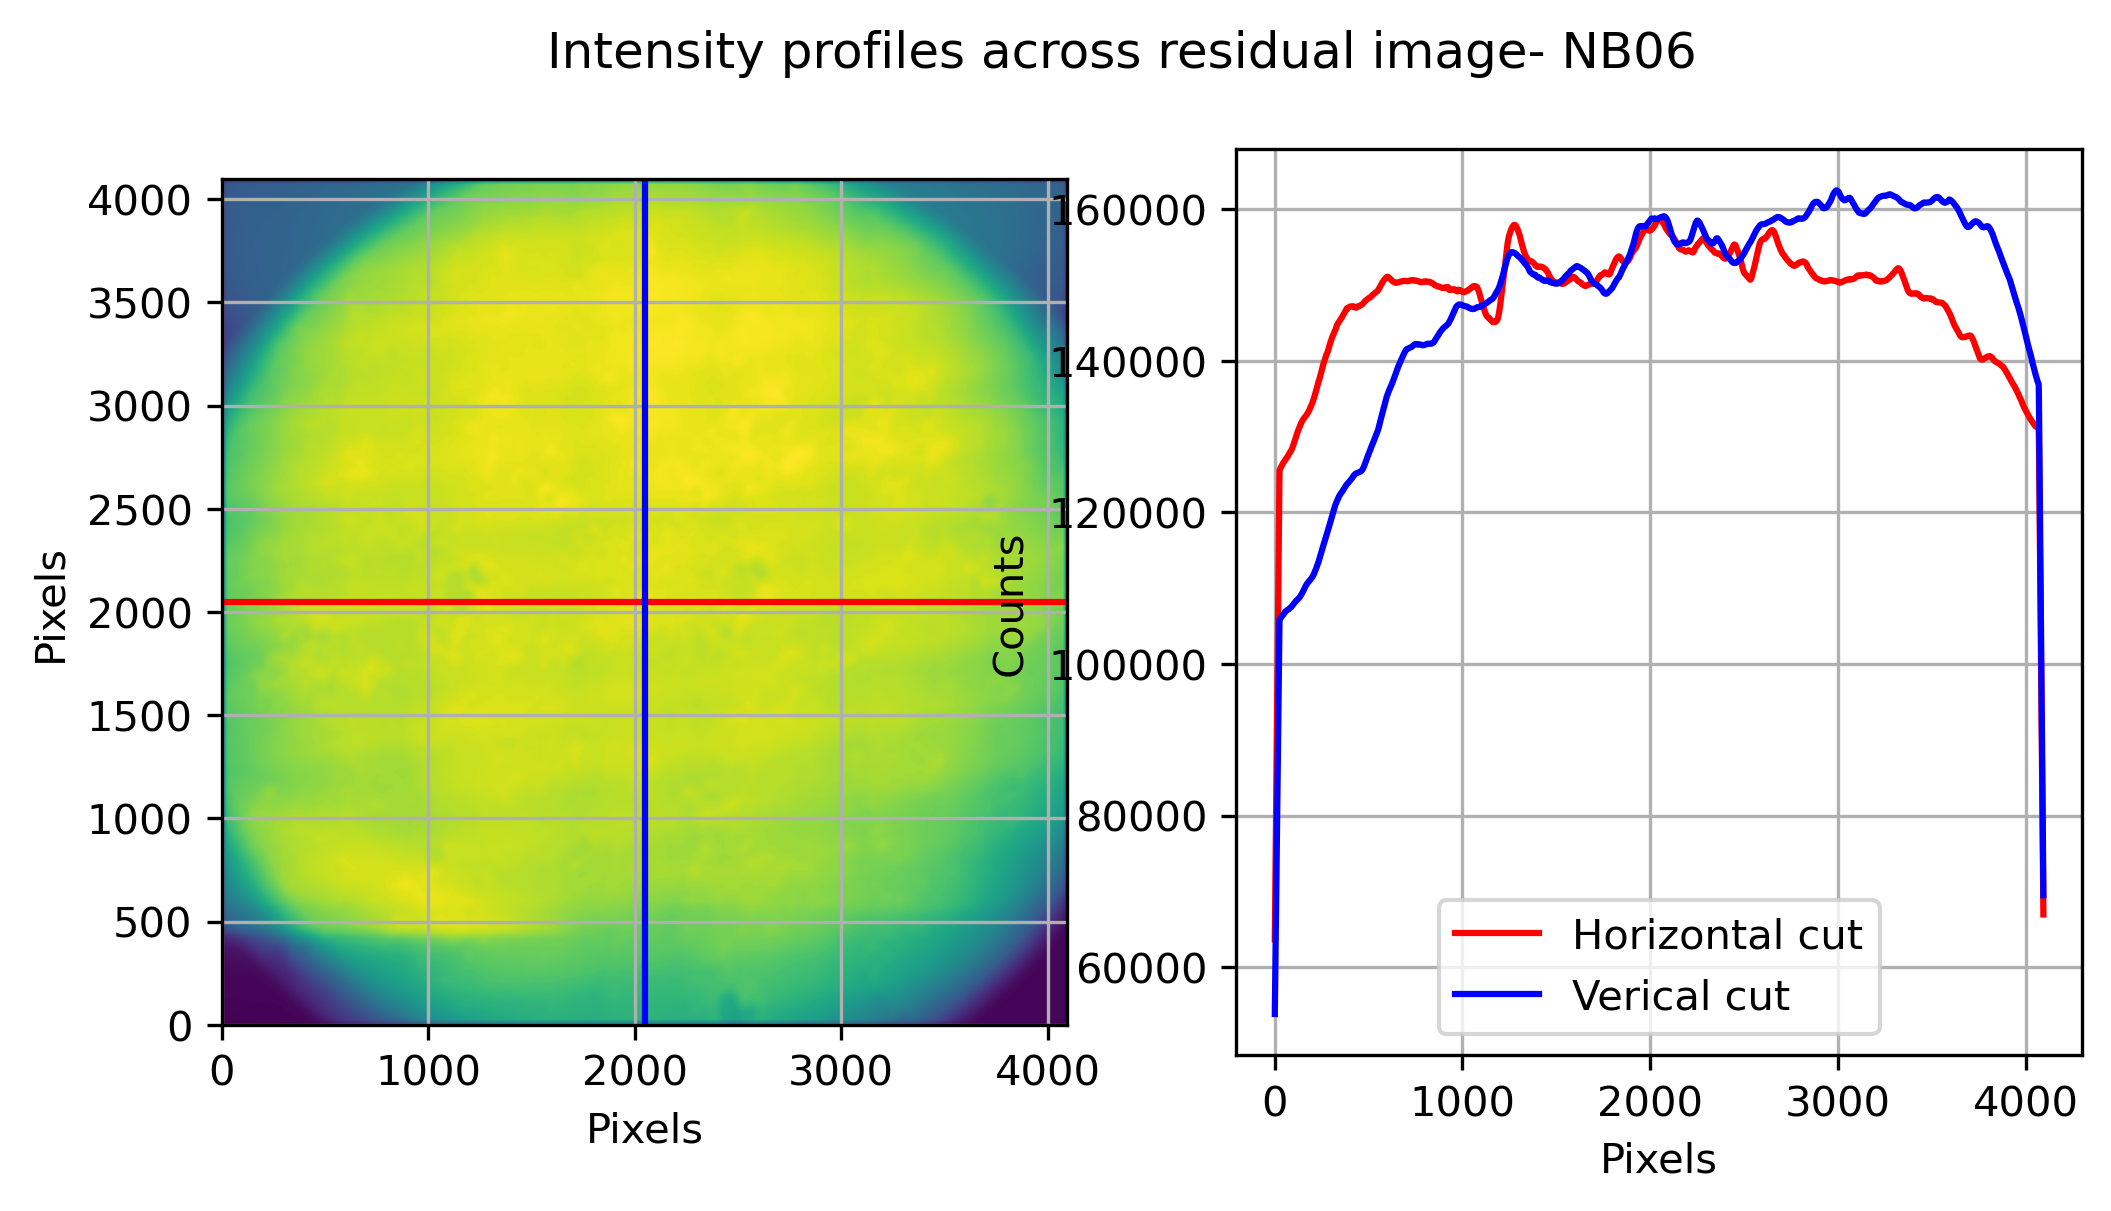 Intensity profiles across residual image- NB06
4000
3500
3000
2500
2000
1500
1000
500
0
Pixels
0 1000 2000 3000 4000
Pixels
160000
140000
120000
100000
80000
60000
Counts
Horizontal cut
Verical cut
0 1000 2000 3000 4000
Pixels